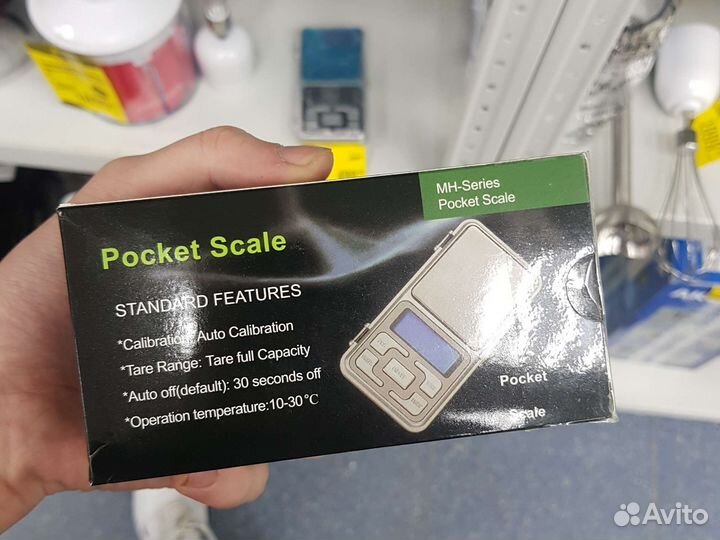 MH-Series
Pocket Scale
Pocket Scale
STANDARD FEATURES
*Calibration: Auto Calibration
*Tare Range: Tare full Capacity
*Auto off(default): 30 seconds off
*Operation temperature:10-30℃
Pocket
Scale
Avito